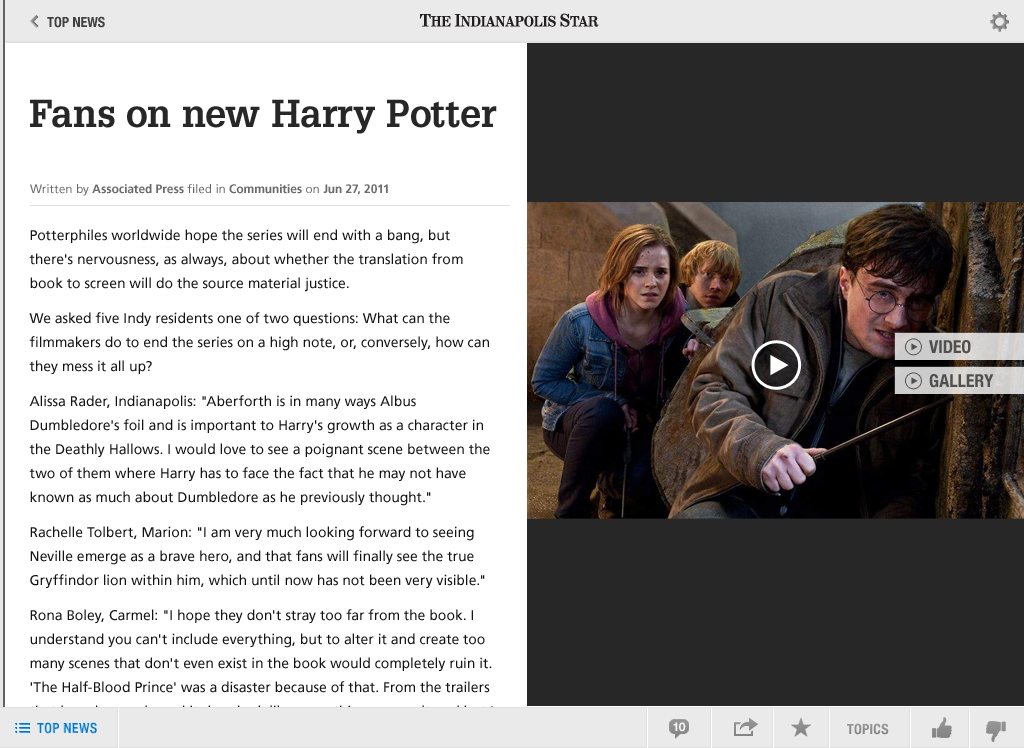 TOP NEWS
THE INDIANAPOLIS STAR
Fans on new Harry Potter
Written by Associated Press filed in Communities on Jun 27, 2011
Potterphiles worldwide hope the series will end with a bang, but
there's nervousness, as always, about whether the translation from
book to screen will do the source material justice.
We asked five Indy residents one of two questions: What can the
filmmakers do to end the series on a high note, or, conversely, how can
they mess it all up?
Alissa Rader, Indianapolis: "Aberforth is in many ways Albus
Dumbledore's foil and is important to Harry's growth as a character in
the Deathly Hallows. I would love to see a poignant scene between the
two of them where Harry has to face the fact that he may not have
known as much about Dumbledore as he previously thought."
Rachelle Tolbert, Marion: "I am very much looking forward to seeing
Neville emerge as a brave hero, and that fans will finally see the true
Gryffindor lion within him, which until now has not been very visible."
Rona Boley, Carmel: "I hope they don't stray too far from the book. I
understand you can't include everything, but to alter it and create too
many scenes that don't even exist in the book would completely ruin it.
'The Half-Blood Prince' was a disaster because of that. From the trailers
VIDEO
GALLERY
TOP NEWS
10
TOPICS